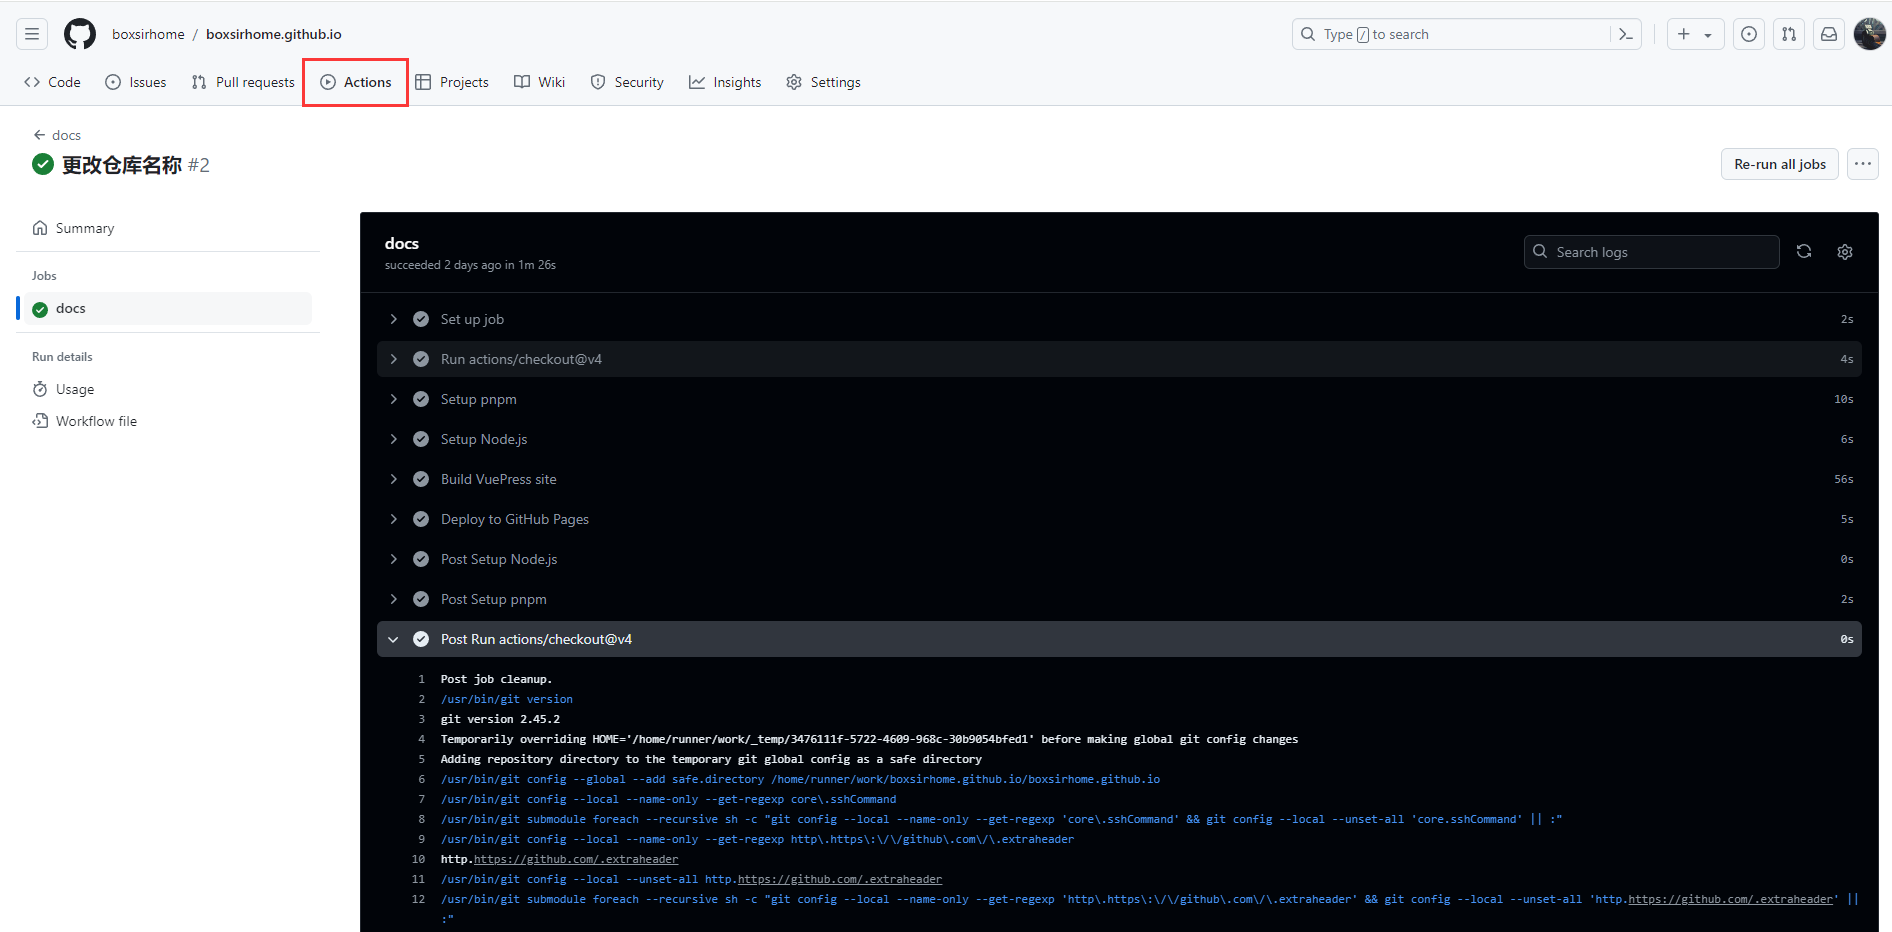 boxsirhome / boxsirhome.github.io
Type / to search
Code
Issues
Pull requests
Actions
Projects
Wiki
Security
Insights
Settings
docs
更改仓库名称 #2
Re-run all jobs
Summary
Jobs
docs
Run details
Usage
Workflow file
docs
succeeded 2 days ago in 1m 26s
Search logs
Set up job 2s
Run actions/checkout@v4 4s
Setup pnpm 10s
Setup Node.js 6s
Build VuePress site 56s
Deploy to GitHub Pages 5s
Post Setup Node.js 0s
Post Setup pnpm 2s
Post Run actions/checkout@v4 0s
1 Post job cleanup.
2 /usr/bin/git version
3 git version 2.45.2
4 Temporarily overriding HOME='/home/runner/work/_temp/3476111f-5722-4609-968c-30b9054bfed1' before making global git config changes
5 Adding repository directory to the temporary git global config as a safe directory
6 /usr/bin/git config --global --add safe.directory /home/runner/work/boxsirhome.github.io/boxsirhome.github.io
7 /usr/bin/git config --local --name-only --get-regexp core\.sshCommand
8 /usr/bin/git submodule foreach --recursive sh -c "git config --local --name-only --get-regexp 'core\.sshCommand' && git config --local --unset-all 'core.sshCommand' || :"
9 /usr/bin/git config --local --name-only --get-regexp http\.https\:\/\/github\.com\/\.extraheader
10 http.https://github.com/.extraheader
11 /usr/bin/git config --local --unset-all http.https://github.com/.extraheader
12 /usr/bin/git submodule foreach --recursive sh -c "git config --local --name-only --get-regexp 'http\.https\:\/\/github\.com\/\.extraheader' && git config --local --unset-all 'http.https://github.com/.extraheader' ||
:"